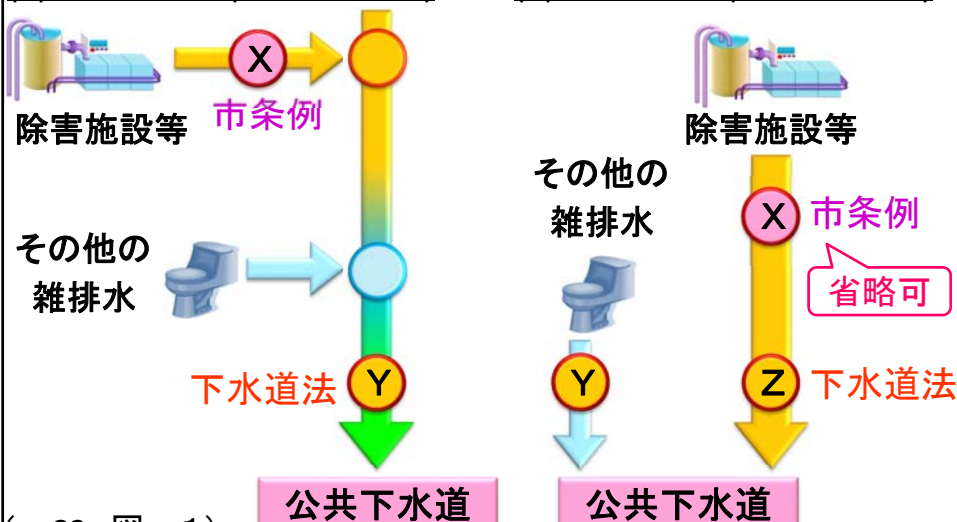 X
市条例
除害施設等
その他の
雑排水
下水道法
Y
公共下水道
除害施設等
その他の
雑排水
X
市条例
省略可
Y
Z
下水道法
公共下水道